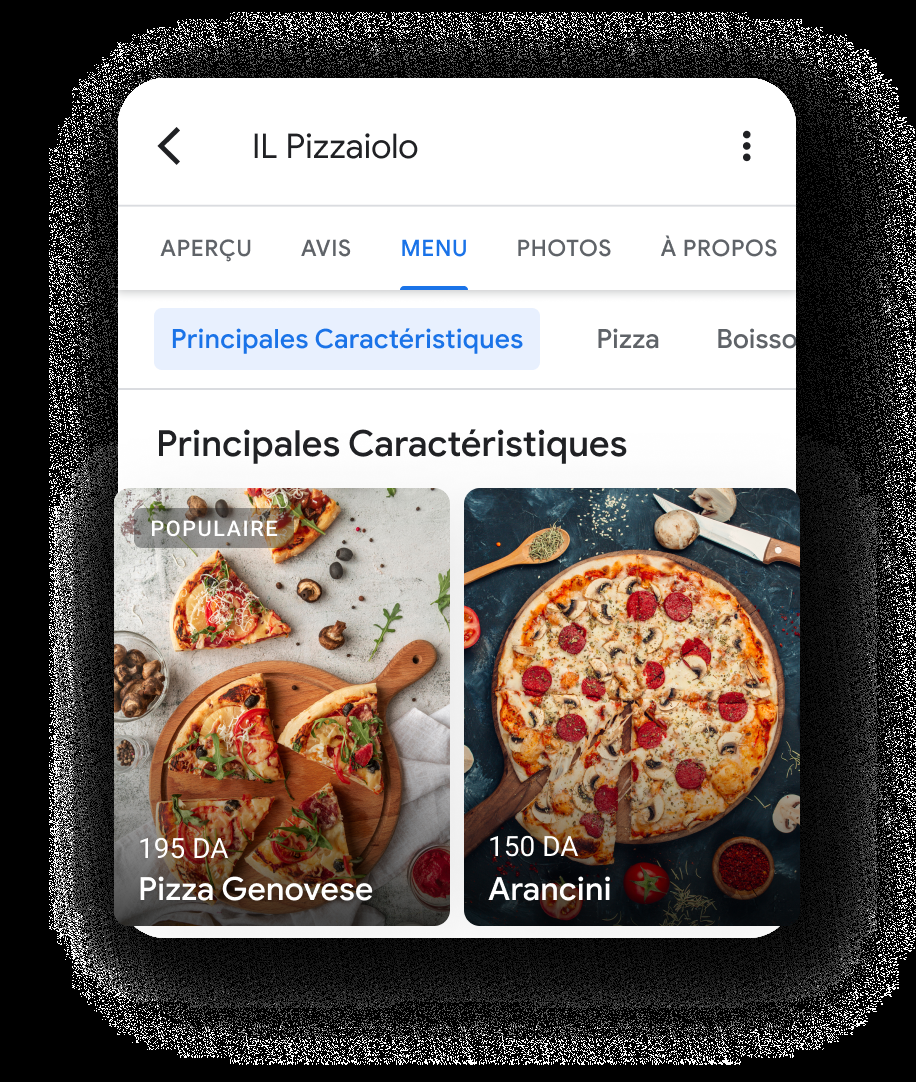 IL Pizzaiolo
APERÇU AVIS MENU PHOTOS À PROPOS
Principales Caractéristiques Pizza Boisso
Principales Caractéristiques
POPULAIRE
195 DA
Pizza Genovese
150 DA
Arancini